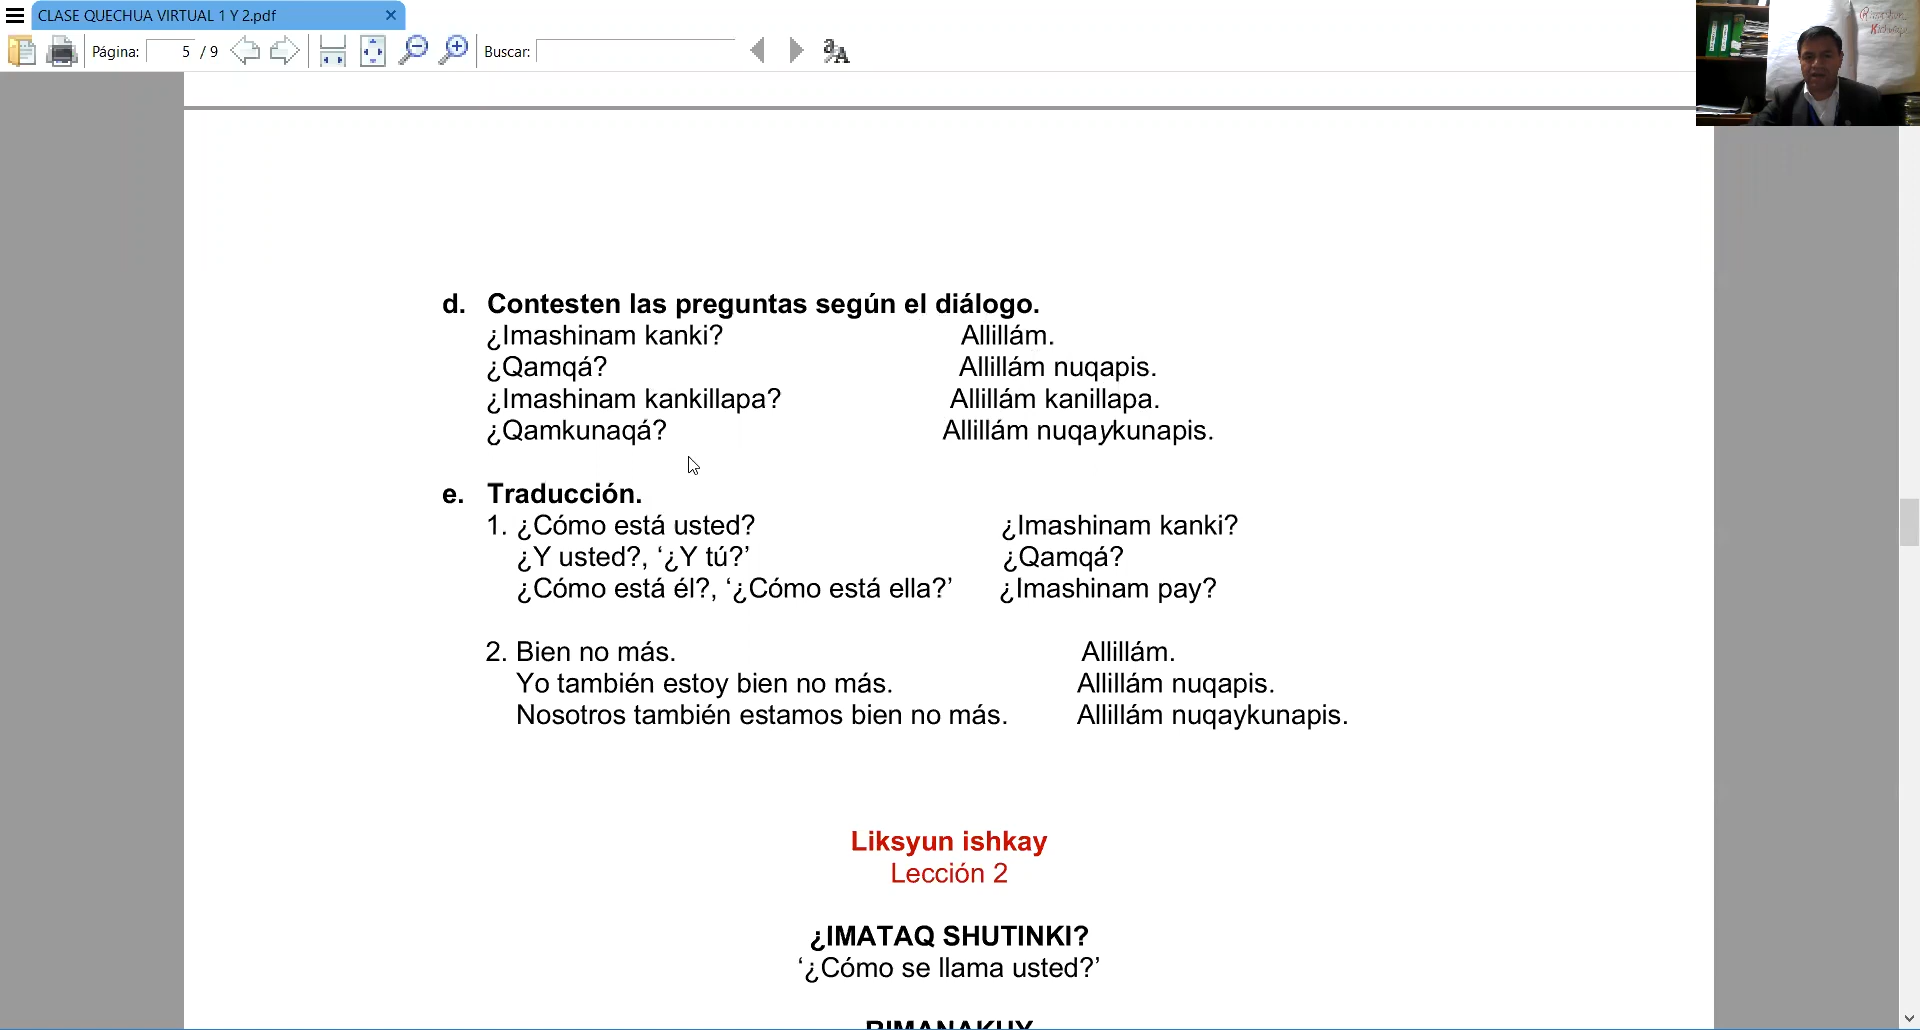 CLASE QUECHUA VIRTUAL 1 Y 2.pdf
Página: 5 / 9 Buscar:
d. Contesten las preguntas según el diálogo.
¿Imashinam kanki? Allillám.
¿Qamqá? Allillám nuqapis.
¿Imashinam kankillapa? Allillám kanillapa.
¿Qamkunaqá? Allillám nuqaykunapis.
e. Traducción.
1. ¿Cómo está usted? ¿Imashinam kanki?
¿Y usted?, ‘¿Y tú?’ ¿Qamqá?
¿Cómo está él?, ‘¿Cómo está ella?’ ¿Imashinam pay?
2. Bien no más. Allillám.
Yo también estoy bien no más. Allillám nuqapis.
Nosotros también estamos bien no más. Allillám nuqaykunapis.
Liksyun ishkay
Lección 2
¿IMATAQ SHUTINKI?
‘¿Cómo se llama usted?’
RIMANAKUY